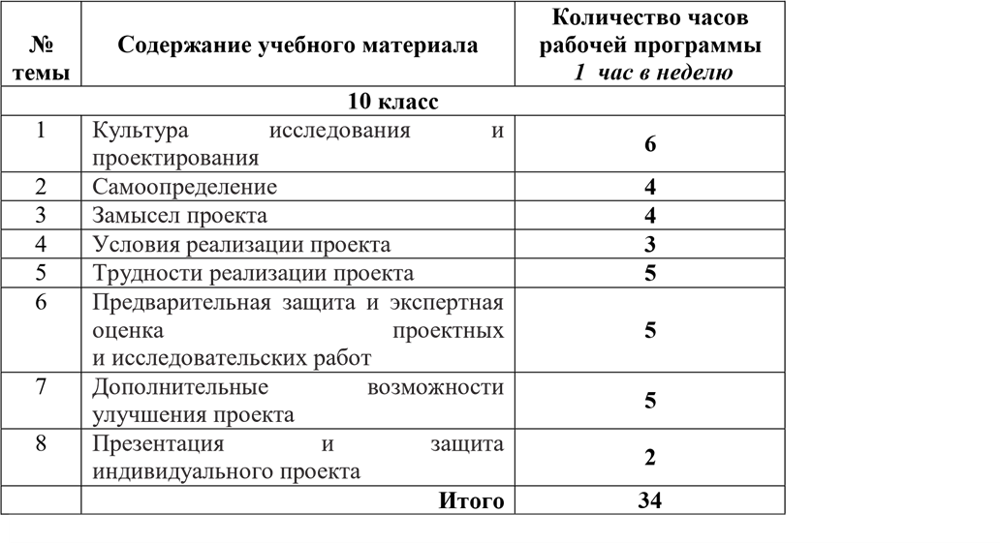 №
темы
Содержание учебного материала
Количество часов
рабочей программы
1 час в неделю
10 класс
1
Культура исследования и
проектирования
6
2
Самоопределение
4
3
Замысел проекта
4
4
Условия реализации проекта
3
5
Трудности реализации проекта
5
6
Предварительная защита и экспертная
оценка проектных
и исследовательских работ
5
7
Дополнительные возможности
улучшения проекта
5
8
Презентация и защита
индивидуального проекта
2
Итого
34